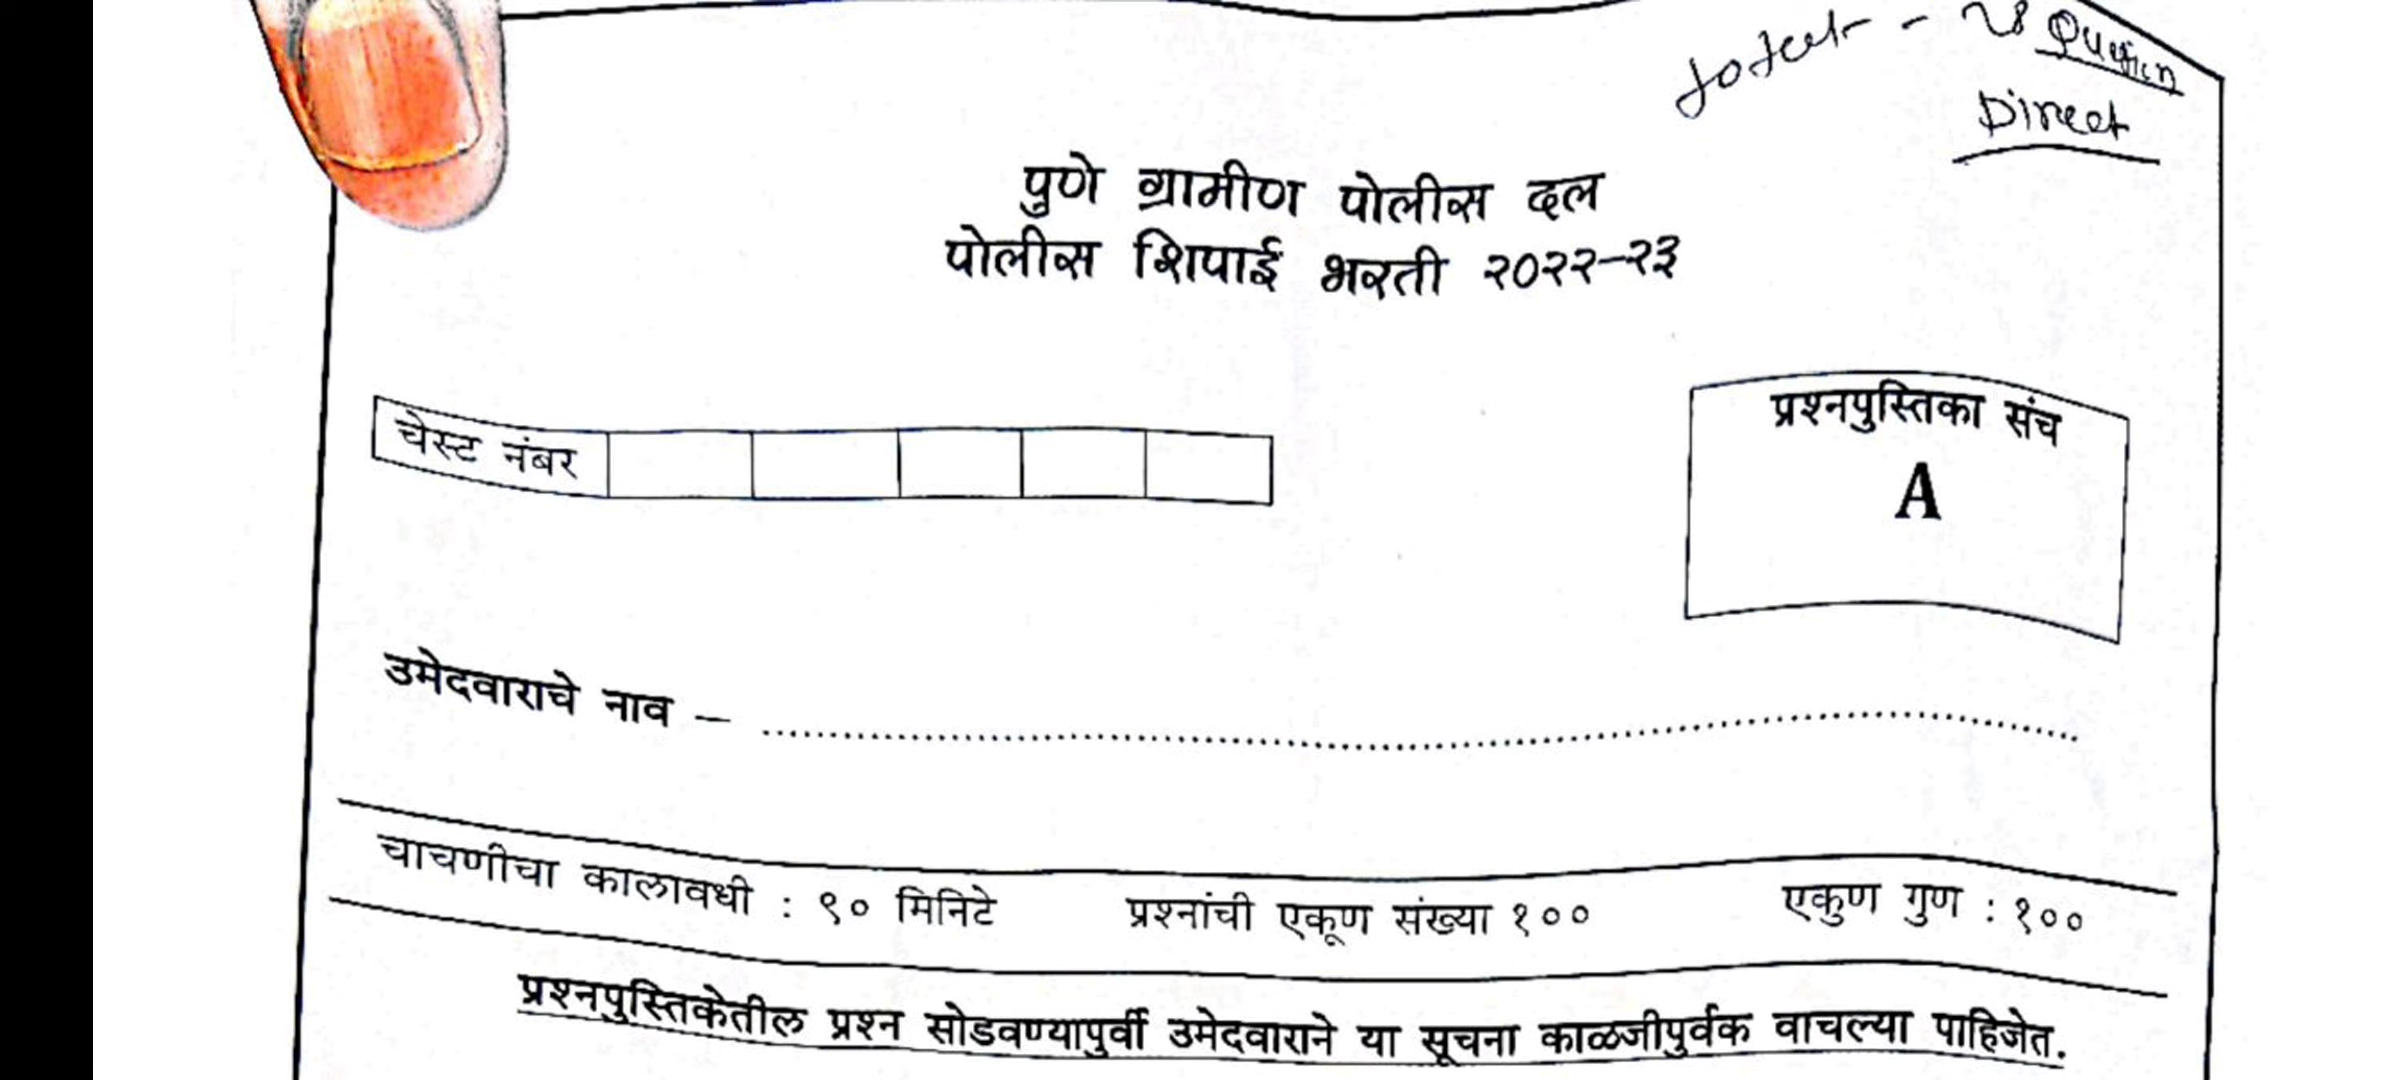 Question
Direct
पुणे ग्रामीण पोलीस दल
पोलीस शिपाई भरती २०२२-२३
प्रश्नपुस्तिका संच
A
चेस्ट नंबर
उमेदवाराचे नाव – ........................................................................
चाचणीचा कालावधी : ९० मिनिटे प्रश्नांची एकूण संख्या १०० एकुण गुण : १००
प्रश्नपुस्तिकेतील प्रश्न सोडवण्यापुर्वी उमेदवाराने या सूचना काळजीपुर्वक वाचल्या पाहिजेत.